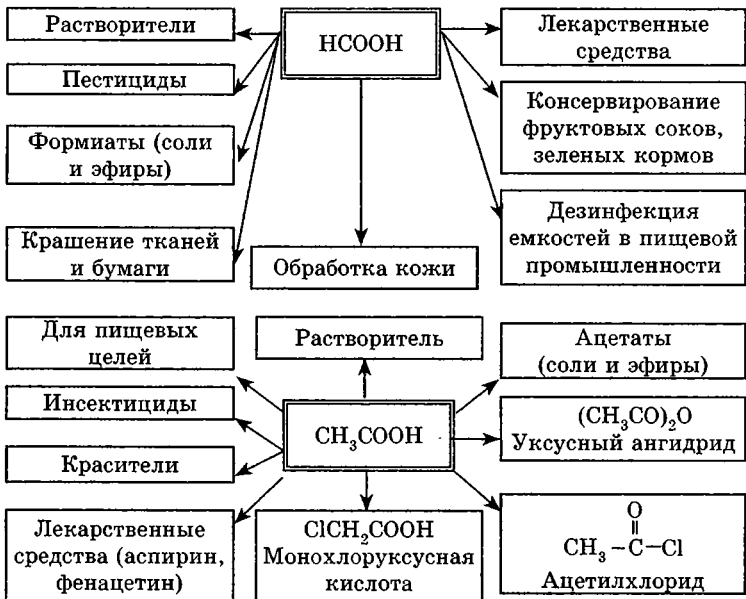 Растворители
HCOOH
Лекарственные
средства
Пестициды
Консервирование
фруктовых соков,
зеленых кормов
Формиаты (соли
и эфиры)
Дезинфекция
емкостей в пищевой
промышленности
Крашение тканей
и бумаги
Обработка кожи
Для пищевых
целей
Растворитель
Ацетаты
(соли и эфиры)
Инсектициды
CH₃COOH
(CH₃CO)₂O
Уксусный ангидрид
Красители
Лекарственные
средства (аспирин,
фенацетин)
ClCH₂COOH
Монохлоруксусная
кислота
O
||
CH₃–C–Cl
Ацетилхлорид